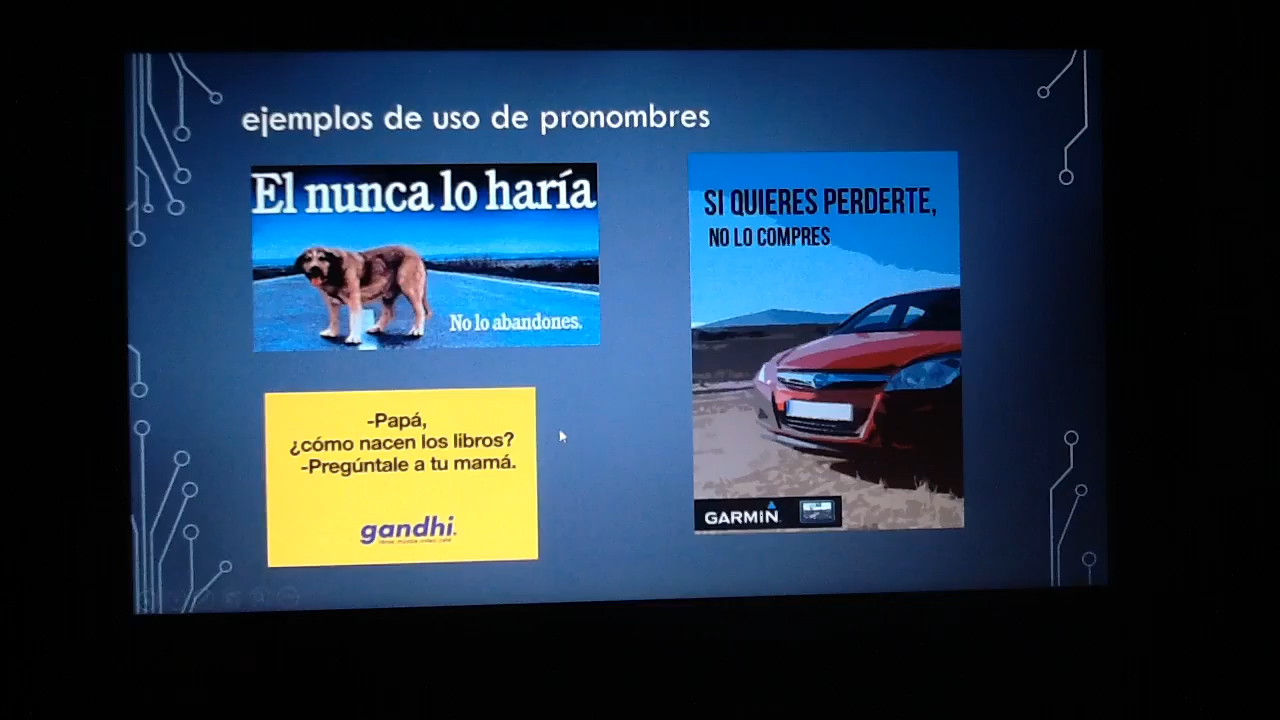 ejemplos de uso de pronombres
El nunca lo haría
No lo abandones.
-Papá,
¿cómo nacen los libros?
-Pregúntale a tu mamá.
gandhi.
SI QUIERES PERDERTE,
NO LO COMPRES
GARMIN